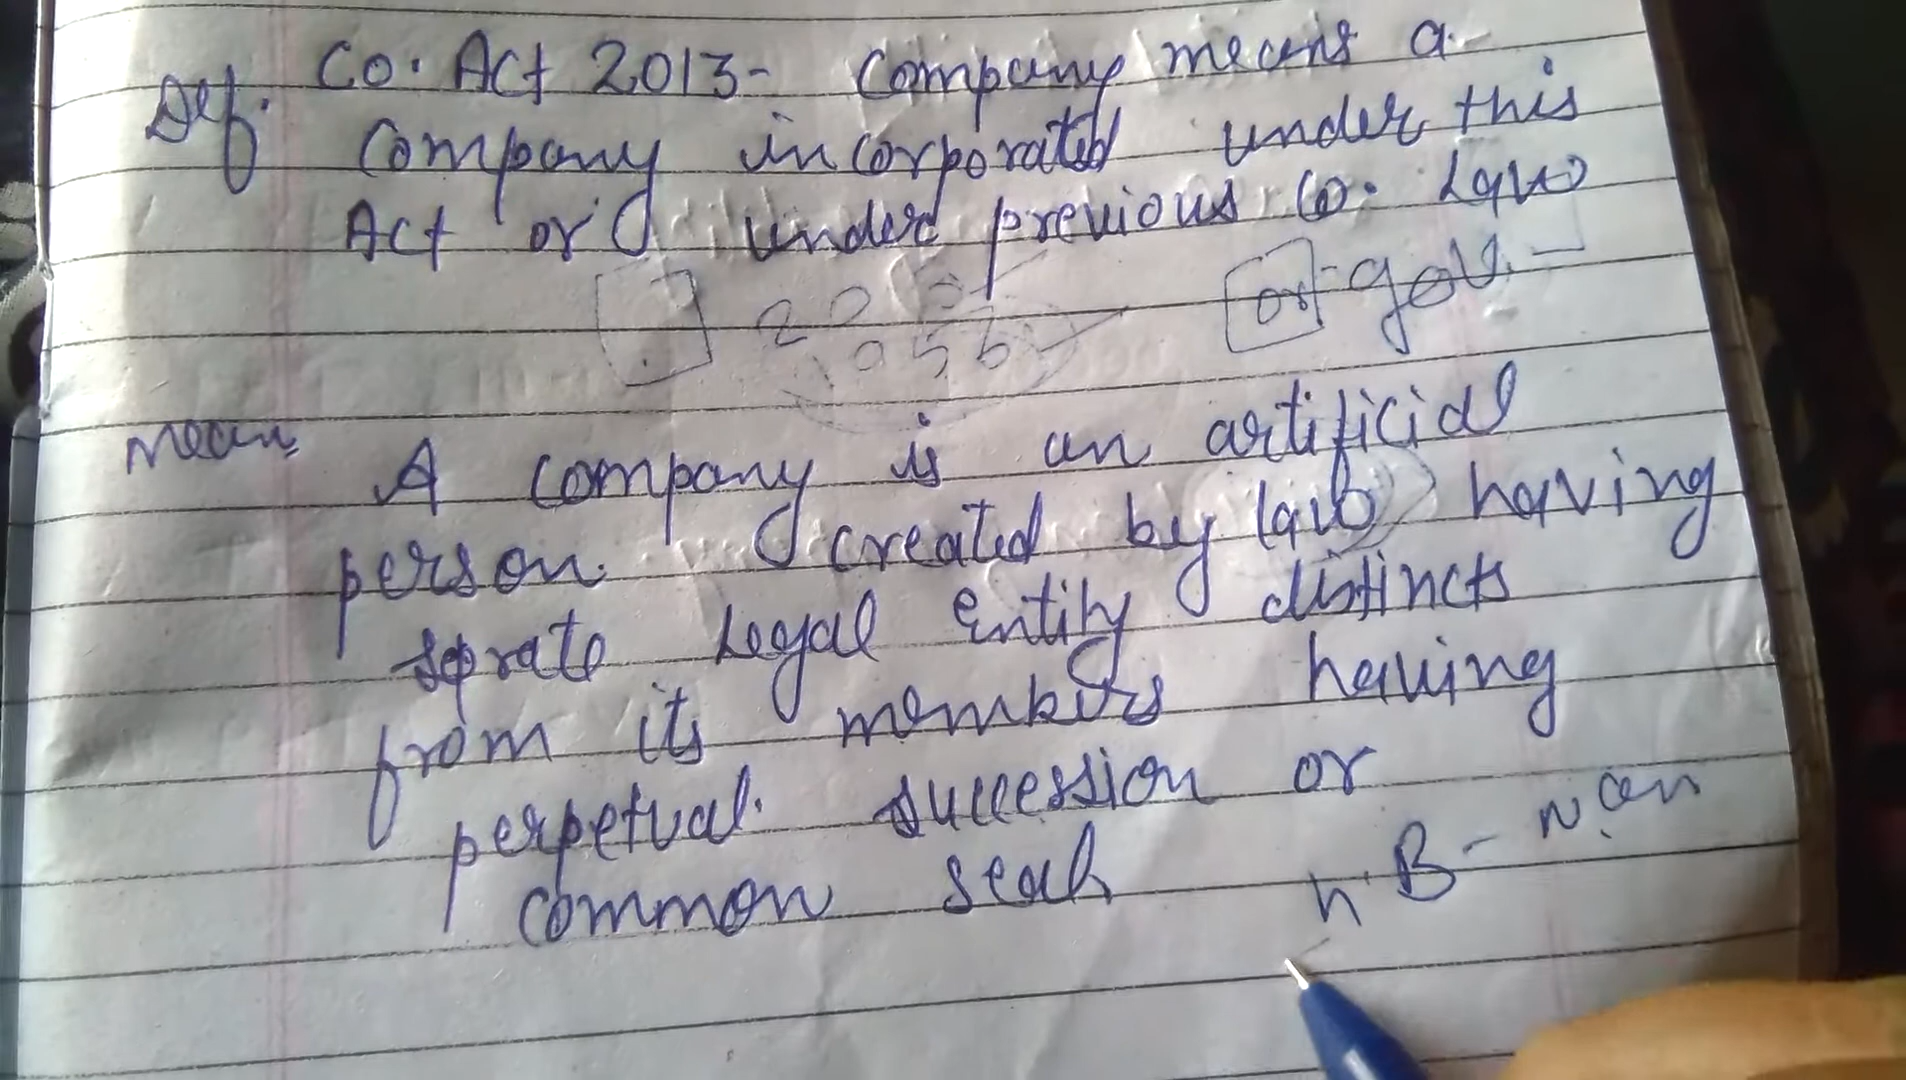 Co. Act 2013- Company means a
Def. Company incorporated under this
Act or under previous Co. Law
2013
1956
or gov.-
Mean
A company is an artificial
person. created by law having
seprate Legal Entity distincts
from its members having
perpetual succession or
common seal
n.B-